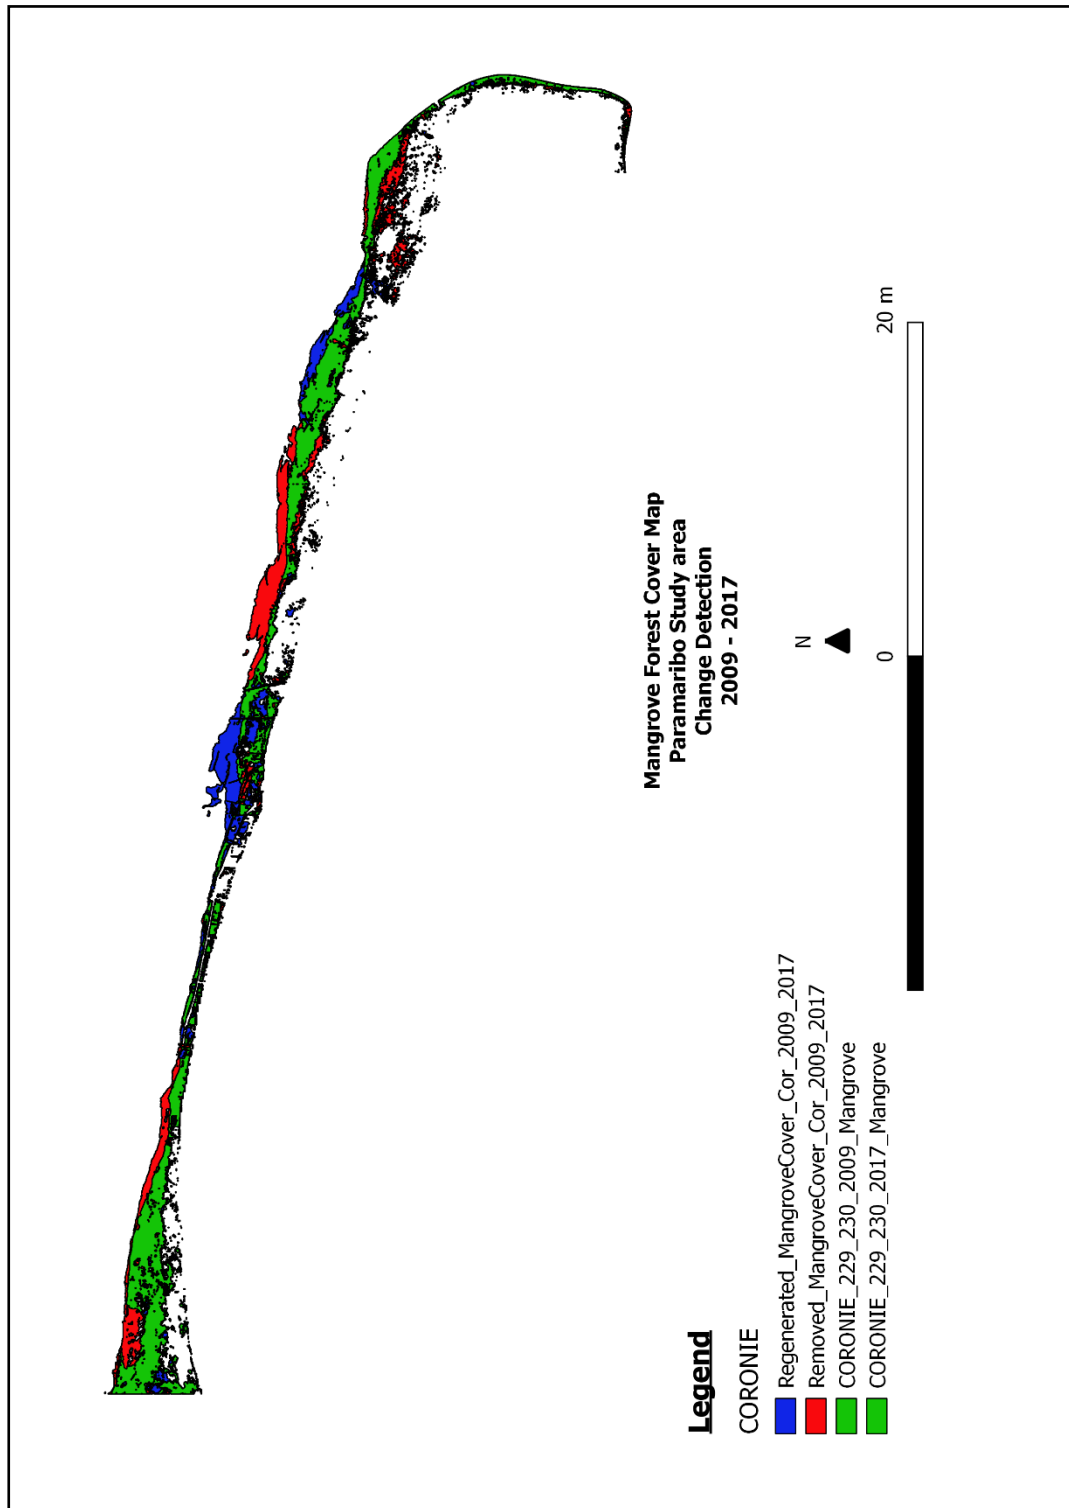 Mangrove Forest Cover Map
Paramaribo Study area
Change Detection
2009 - 2017
N
0
20 m
Legend
CORONIE
Regenerated_MangroveCover_Cor_2009_2017
Removed_MangroveCover_Cor_2009_2017
CORONIE_229_230_2009_Mangrove
CORONIE_229_230_2017_Mangrove